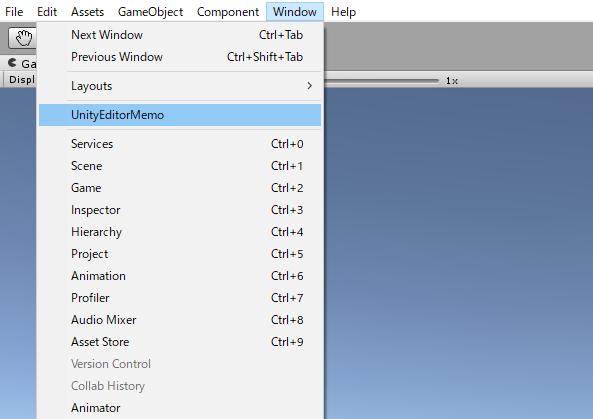 File Edit Assets GameObject Component Window Help
Next Window Ctrl+Tab
Previous Window Ctrl+Shift+Tab
Ga
Displ 1x
Layouts
UnityEditorMemo
Services Ctrl+0
Scene Ctrl+1
Game Ctrl+2
Inspector Ctrl+3
Hierarchy Ctrl+4
Project Ctrl+5
Animation Ctrl+6
Profiler Ctrl+7
Audio Mixer Ctrl+8
Asset Store Ctrl+9
Version Control
Collab History
Animator